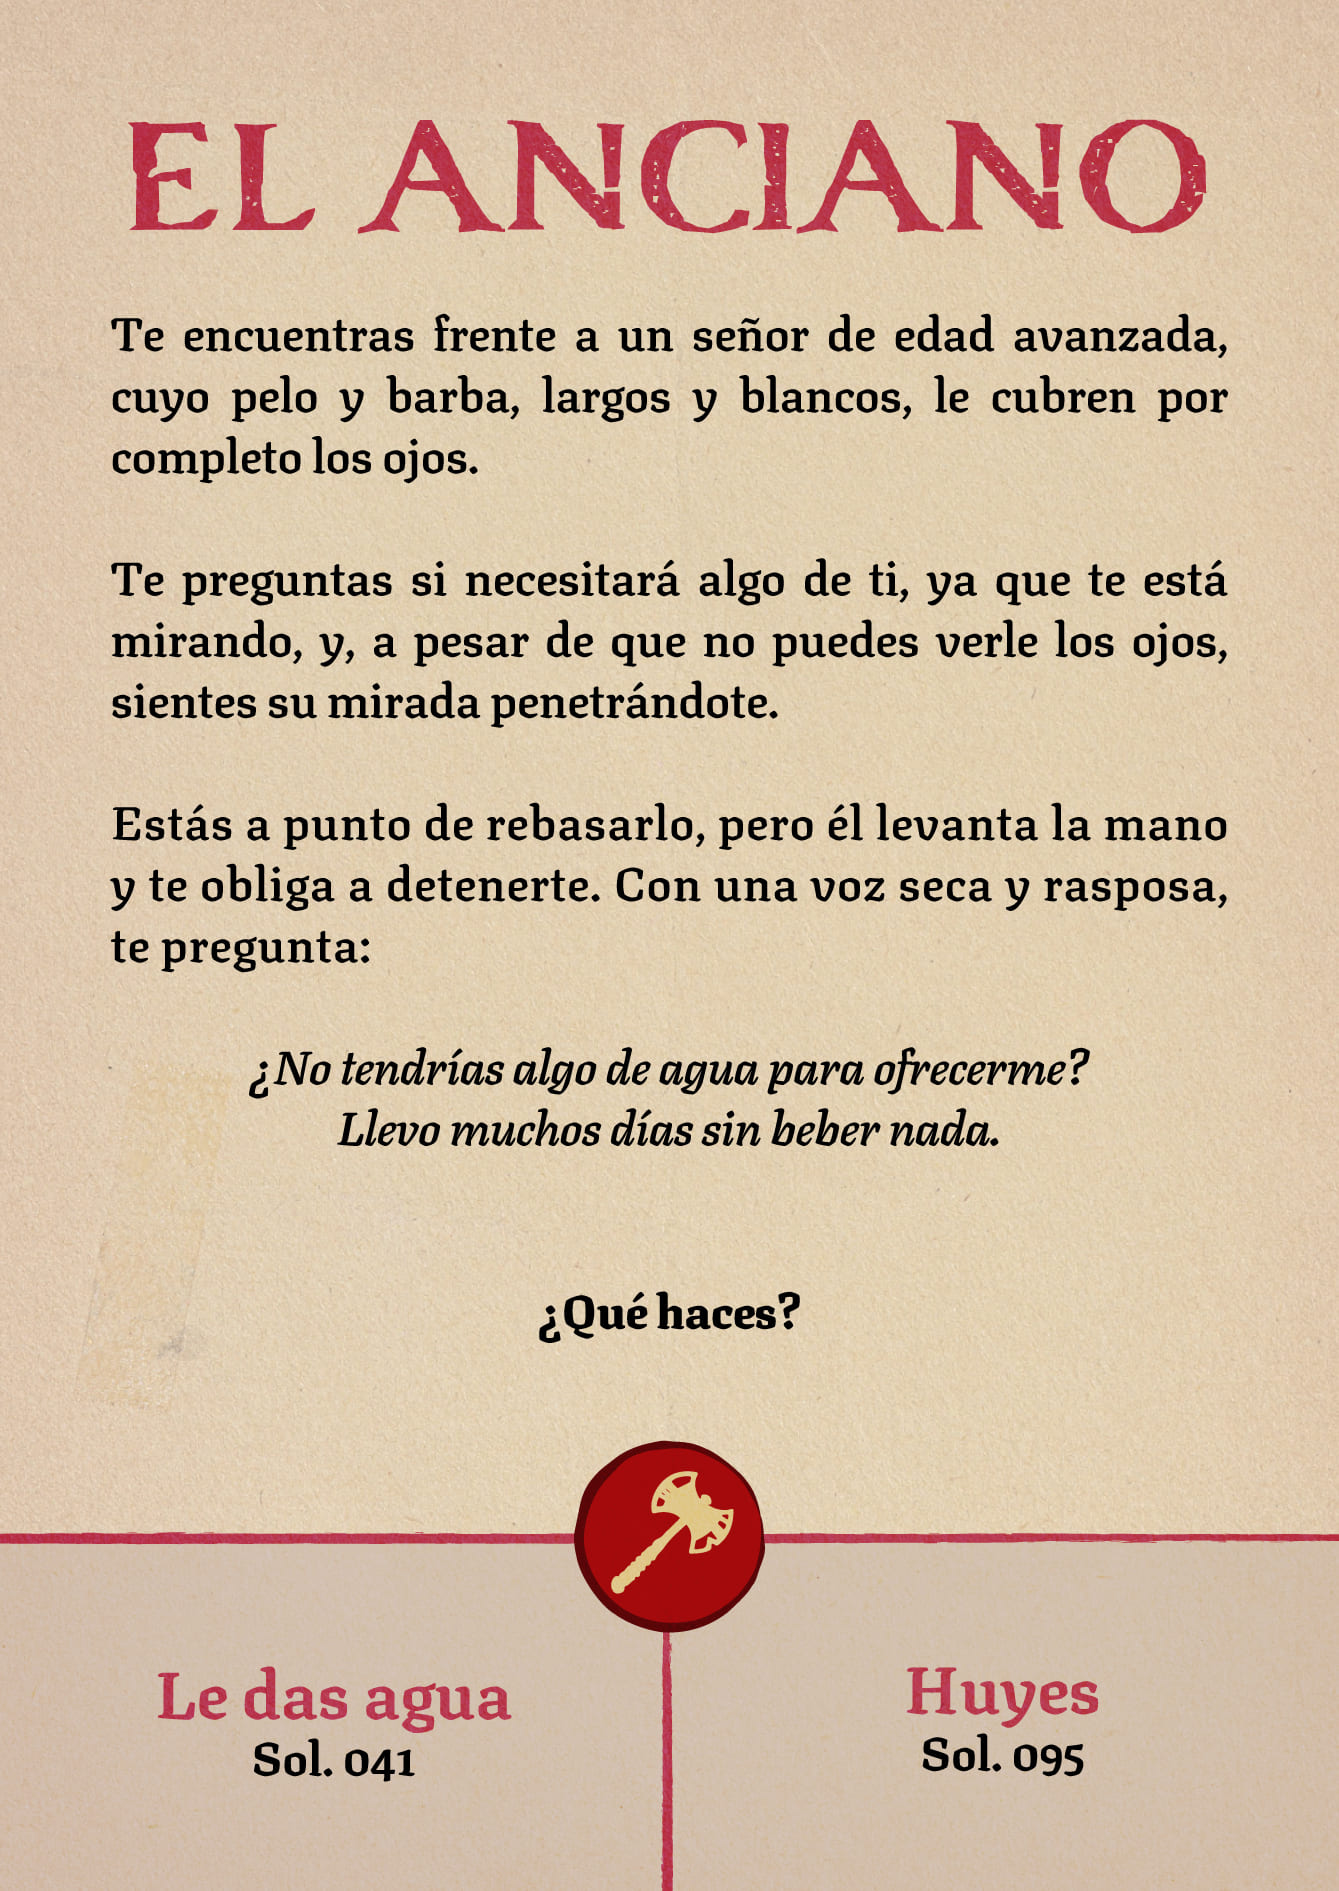 EL ANCIANO
Te encuentras frente a un señor de edad avanzada,
cuyo pelo y barba, largos y blancos, le cubren por
completo los ojos.
Te preguntas si necesitará algo de ti, ya que te está
mirando, y, a pesar de que no puedes verle los ojos,
sientes su mirada penetrándote.
Estás a punto de rebasarlo, pero él levanta la mano
y te obliga a detenerte. Con una voz seca y rasposa,
te pregunta:
¿No tendrías algo de agua para ofrecerme?
Llevo muchos días sin beber nada.
¿Qué haces?
Le das agua
Sol. 041
Huyes
Sol. 095